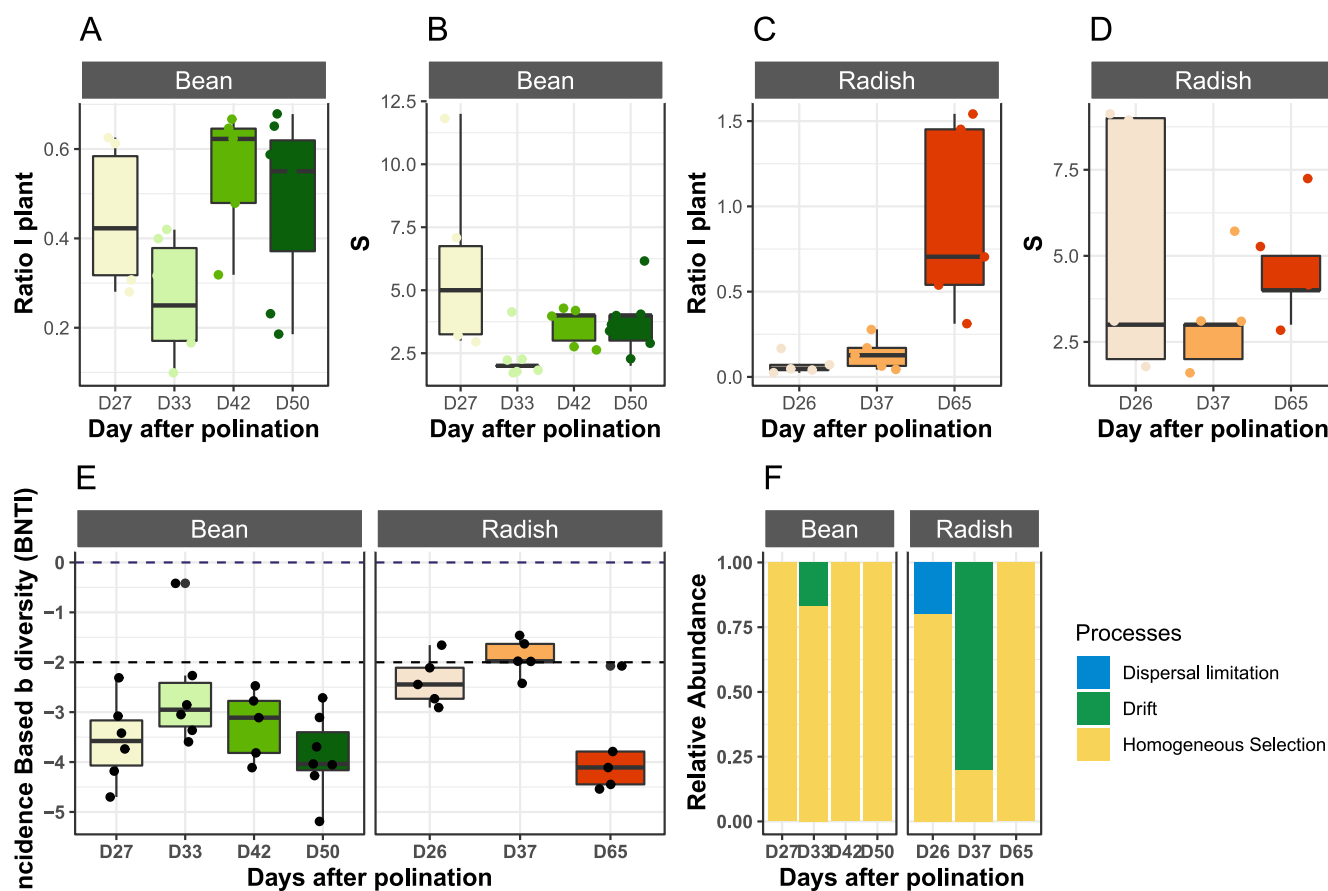 A
B
C
D
Bean
Bean
Radish
Radish
Ratio I plant
0.6
0.4
0.2
D27 D33 D42 D50
Day after polination
S
12.5
10.0
7.5
5.0
2.5
D27 D33 D42 D50
Day after polination
Ratio I plant
1.5
1.0
0.5
0.0
D26 D37 D65
Day after polination
S
7.5
5.0
2.5
D26 D37 D65
Day after polination
E
Bean
Radish
ncidence Based b diversity (BNTI)
0
−1
−2
−3
−4
−5
D27 D33 D42 D50
D26 D37 D65
Days after polination
F
Bean
Radish
Relative Abundance
1.00
0.75
0.50
0.25
0.00
D27 D33 D42 D50
D26 D37 D65
Days after polination
Processes
Dispersal limitation
Drift
Homogeneous Selection